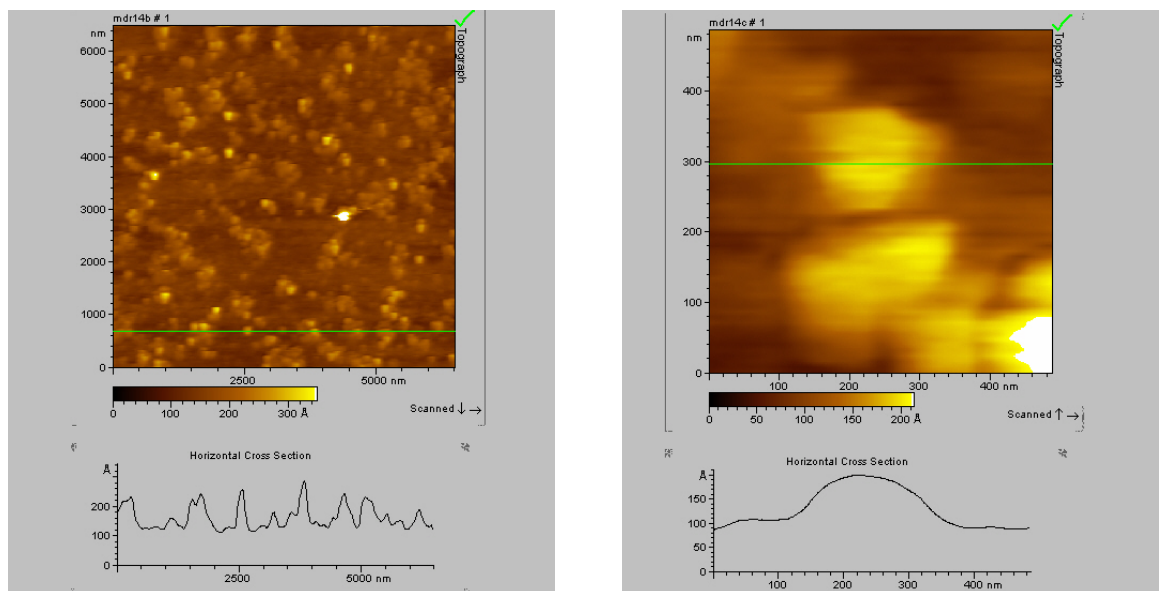 mdr14b # 1
Topograph
nm
6000
5000
4000
3000
2000
1000
0
2500
5000 nm
0 100 200 300 Å
Scanned ↓ →
Horizontal Cross Section
Å
200
100
0
2500
5000 nm
mdr14c # 1
Topograph
nm
400
300
200
100
0
100 200 300 400 nm
0 50 100 150 200 Å
Scanned ↑ →
Horizontal Cross Section
Å
150
100
50
0
100 200 300 400 nm